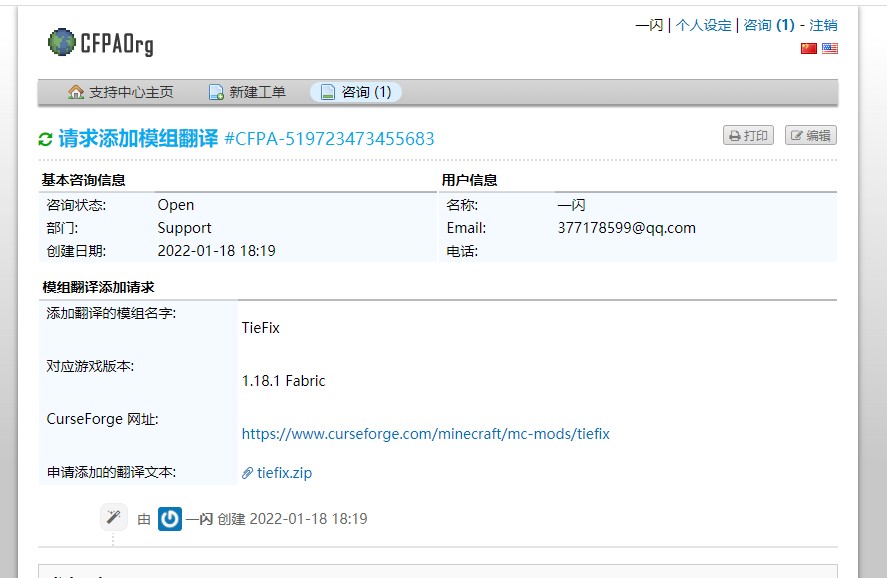 一闪 | 个人设定 | 咨询 (1) - 注销
CFPAOrg
支持中心主页 新建工单 咨询 (1)
请求添加模组翻译 #CFPA-519723473455683 打印 编辑
基本咨询信息 用户信息
咨询状态: Open 名称: 一闪
部门: Support Email: 377178599@qq.com
创建日期: 2022-01-18 18:19 电话:
模组翻译添加请求
添加翻译的模组名字:
TieFix
对应游戏版本:
1.18.1 Fabric
CurseForge 网址:
https://www.curseforge.com/minecraft/mc-mods/tiefix
申请添加的翻译文本: tiefix.zip
由 一闪 创建 2022-01-18 18:19